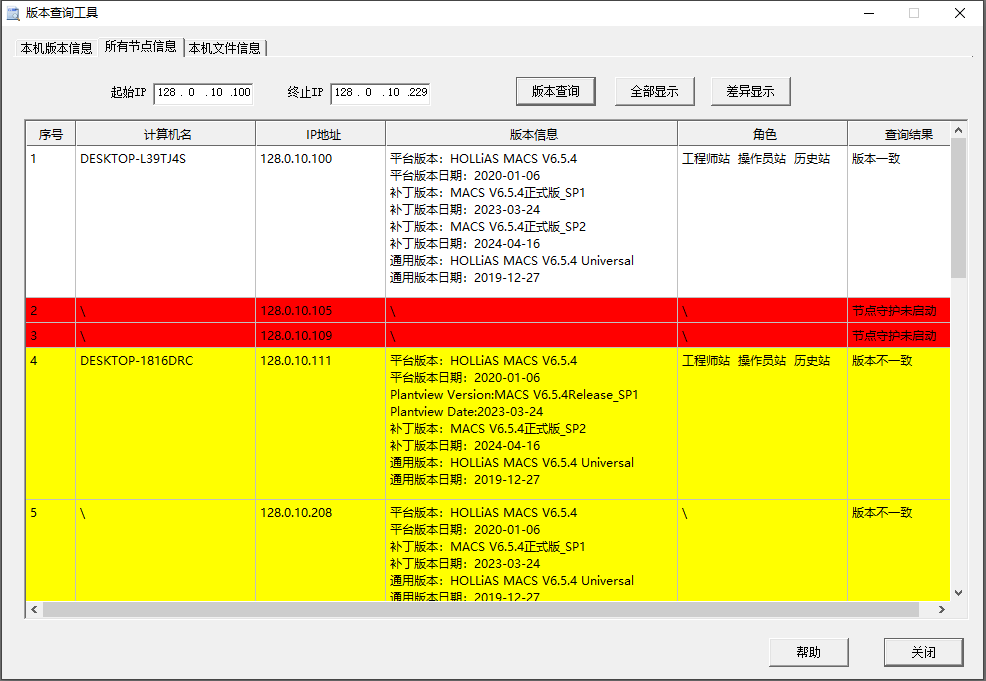 版本查询工具
本机版本信息 所有节点信息 本机文件信息
起始IP 128 . 0 . 10 .100 终止IP 128 . 0 . 10 .229 版本查询 全部显示 差异显示
序号 计算机名 IP地址 版本信息 角色 查询结果
1 DESKTOP-L39TJ4S 128.0.10.100 平台版本：HOLLiAS MACS V6.5.4 工程师站 操作员站 历史站 版本一致
平台版本日期：2020-01-06
补丁版本：MACS V6.5.4正式版_SP1
补丁版本日期：2023-03-24
补丁版本：MACS V6.5.4正式版_SP2
补丁版本日期：2024-04-16
通用版本：HOLLiAS MACS V6.5.4 Universal
通用版本日期：2019-12-27
2 \ 128.0.10.105 \ \ 节点守护未启动
3 \ 128.0.10.109 \ \ 节点守护未启动
4 DESKTOP-1816DRC 128.0.10.111 平台版本：HOLLiAS MACS V6.5.4 工程师站 操作员站 历史站 版本不一致
平台版本日期：2020-01-06
Plantview Version:MACS V6.5.4Release_SP1
Plantview Date:2023-03-24
补丁版本：MACS V6.5.4正式版_SP2
补丁版本日期：2024-04-16
通用版本：HOLLiAS MACS V6.5.4 Universal
通用版本日期：2019-12-27
5 \ 128.0.10.208 平台版本：HOLLiAS MACS V6.5.4 \ 版本不一致
平台版本日期：2020-01-06
补丁版本：MACS V6.5.4正式版_SP1
补丁版本日期：2023-03-24
通用版本：HOLLiAS MACS V6.5.4 Universal
通用版本日期：2019-12-27
帮助 关闭